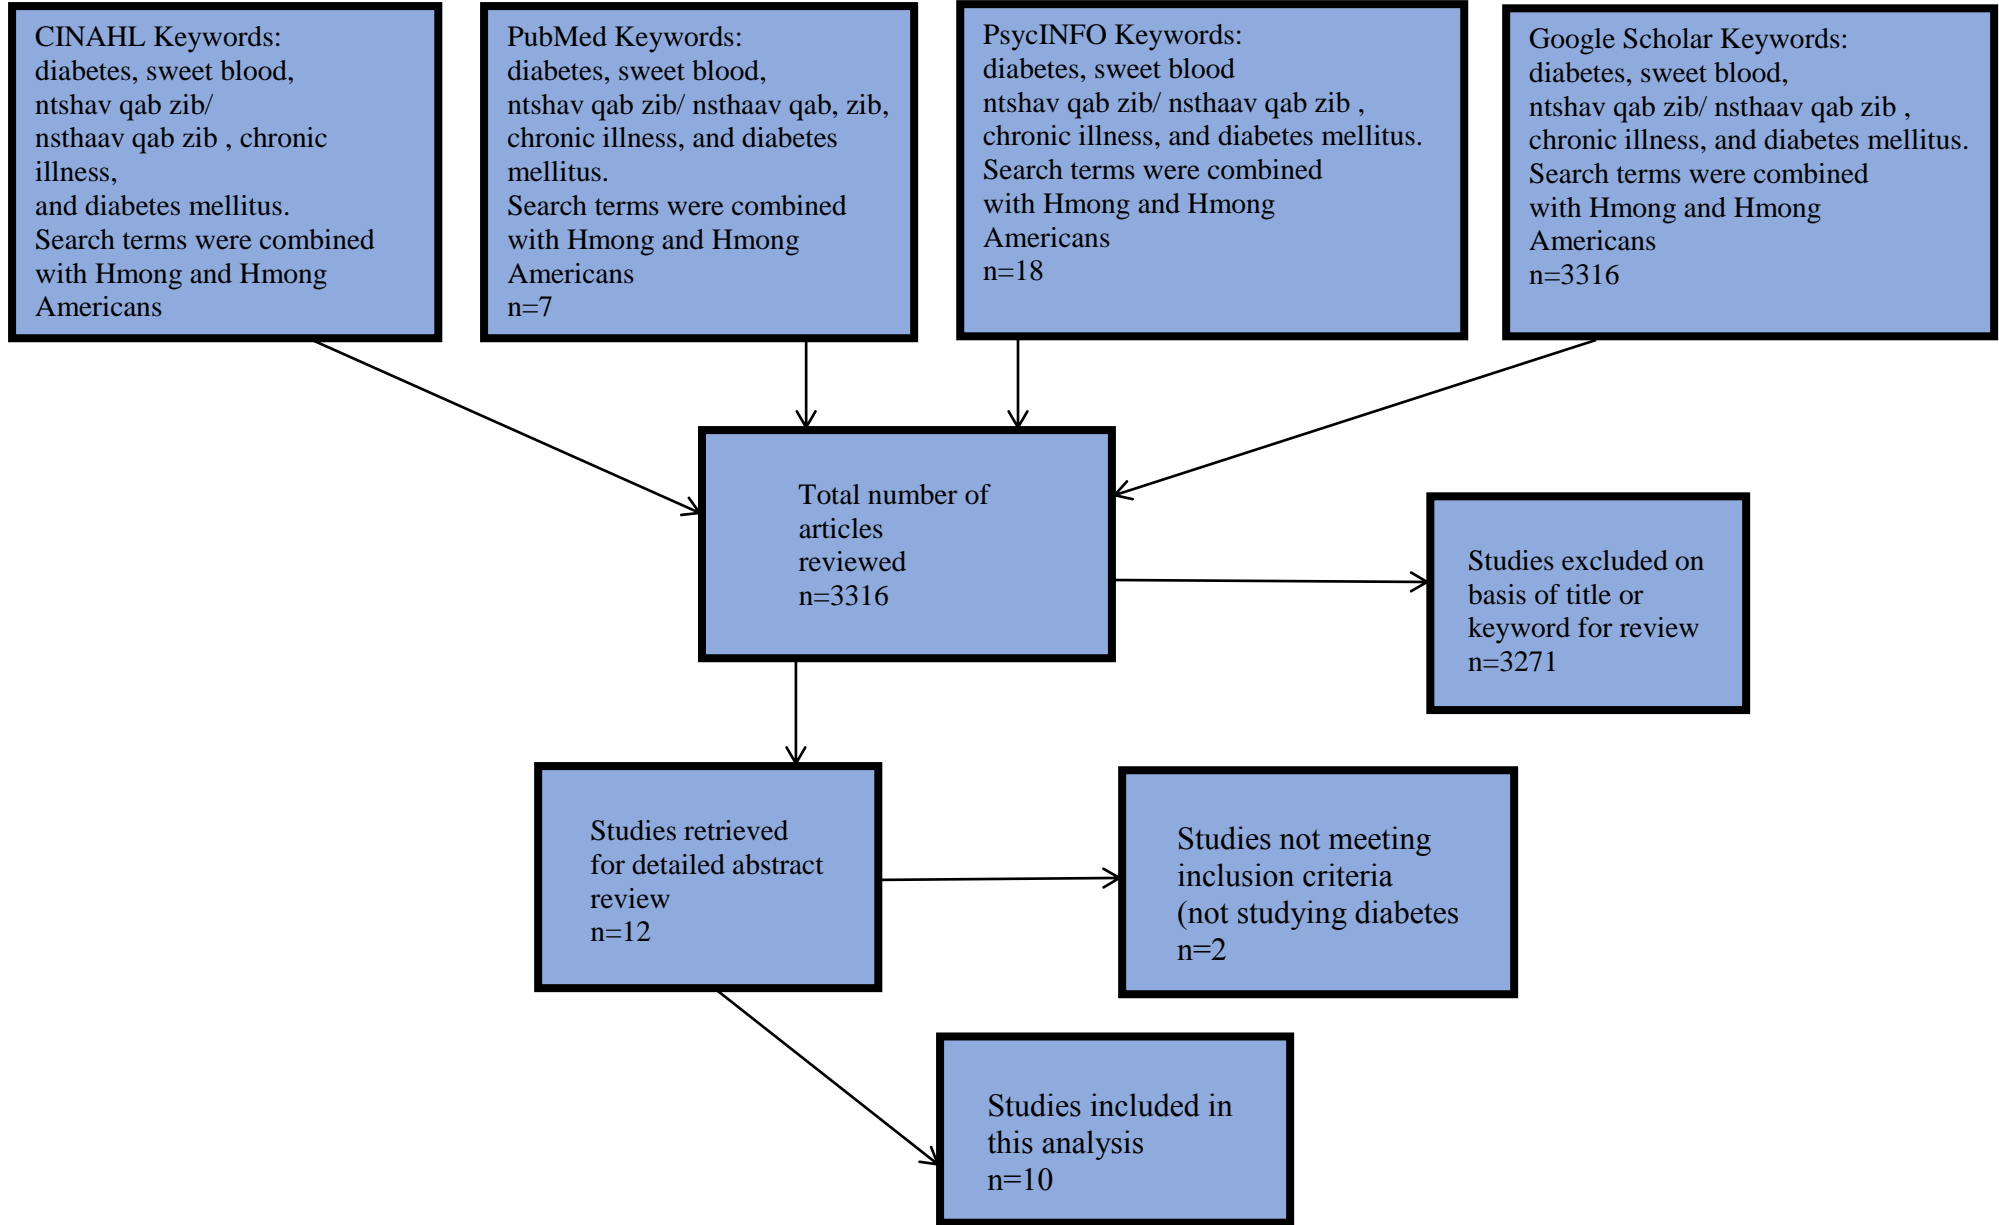 CINAHL Keywords:
diabetes, sweet blood,
ntshav qab zib/
nsthaav qab zib , chronic
illness,
and diabetes mellitus.
Search terms were combined
with Hmong and Hmong
Americans
PubMed Keywords:
diabetes, sweet blood,
ntshav qab zib/ nsthaav qab, zib,
chronic illness, and diabetes
mellitus.
Search terms were combined
with Hmong and Hmong
Americans
n=7
PsycINFO Keywords:
diabetes, sweet blood
ntshav qab zib/ nsthaav qab zib ,
chronic illness, and diabetes mellitus.
Search terms were combined
with Hmong and Hmong
Americans
n=18
Google Scholar Keywords:
diabetes, sweet blood,
ntshav qab zib/ nsthaav qab zib ,
chronic illness, and diabetes mellitus.
Search terms were combined
with Hmong and Hmong
Americans
n=3316
Total number of
articles
reviewed
n=3316
Studies excluded on
basis of title or
keyword for review
n=3271
Studies retrieved
for detailed abstract
review
n=12
Studies not meeting
inclusion criteria
(not studying diabetes
n=2
Studies included in
this analysis
n=10